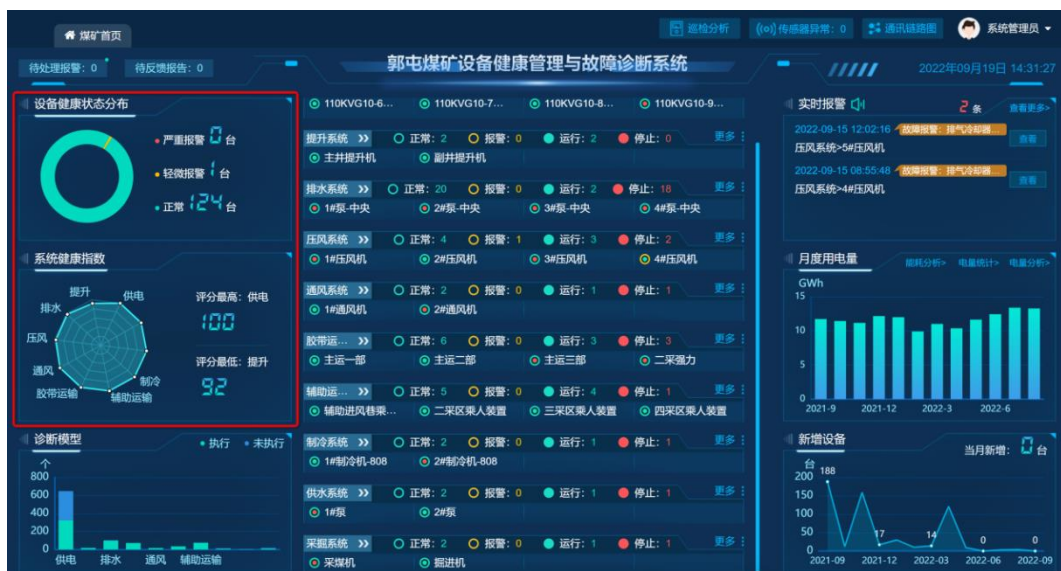 煤矿首页
巡检分析
传感器异常：0
通讯链路图
系统管理员
待处理报警：0
待反馈报告：0
郭屯煤矿设备健康管理与故障诊断系统
2022年09月19日 14:31:27
设备健康状态分布
严重报警 0 台
轻微报警 1 台
正常 124 台
系统健康指数
提升
供电
排水
压风
通风
胶带运输
辅助运输
制冷
评分最高：供电
100
评分最低：提升
92
诊断模型
执行
未执行
个
800
600
400
200
0
供电 排水 通风 辅助运输
110KVG10-6... 110KVG10-7... 110KVG10-8... 110KVG10-9...
提升系统 正常：2 报警：0 运行：2 停止：0 更多
主井提升机 副井提升机
排水系统 正常：20 报警：0 运行：2 停止：18 更多
1#泵-中央 2#泵-中央 3#泵-中央 4#泵-中央
压风系统 正常：4 报警：1 运行：3 停止：2 更多
1#压风机 2#压风机 3#压风机 4#压风机
通风系统 正常：2 报警：0 运行：1 停止：1 更多
1#通风机 2#通风机
胶带运... 正常：6 报警：0 运行：3 停止：3 更多
主运一部 主运二部 主运三部 二采强力
辅助运... 正常：5 报警：0 运行：4 停止：1 更多
辅助进风巷乘... 二采区乘人装置 三采区乘人装置 四采区乘人装置
制冷系统 正常：2 报警：0 运行：1 停止：1 更多
1#制冷机-808 2#制冷机-808
供水系统 正常：2 报警：0 运行：1 停止：1 更多
1#泵 2#泵
采掘系统 正常：2 报警：0 运行：1 停止：1 更多
采煤机 掘进机
实时报警
2 条
查看更多>
2022-09-15 12:02:16 故障报警：排气冷却器...
压风系统>5#压风机
查看
2022-09-15 08:55:48 故障报警：排气冷却器...
压风系统>4#压风机
查看
月度用电量
能耗分析> 电量统计> 电量分析>
GWh
15
10
5
0
2021-9 2021-12 2022-3 2022-6
新增设备
当月新增：0 台
台
200
150
100
50
0
188
17
14
0
0
2021-09 2021-12 2022-03 2022-06 2022-09